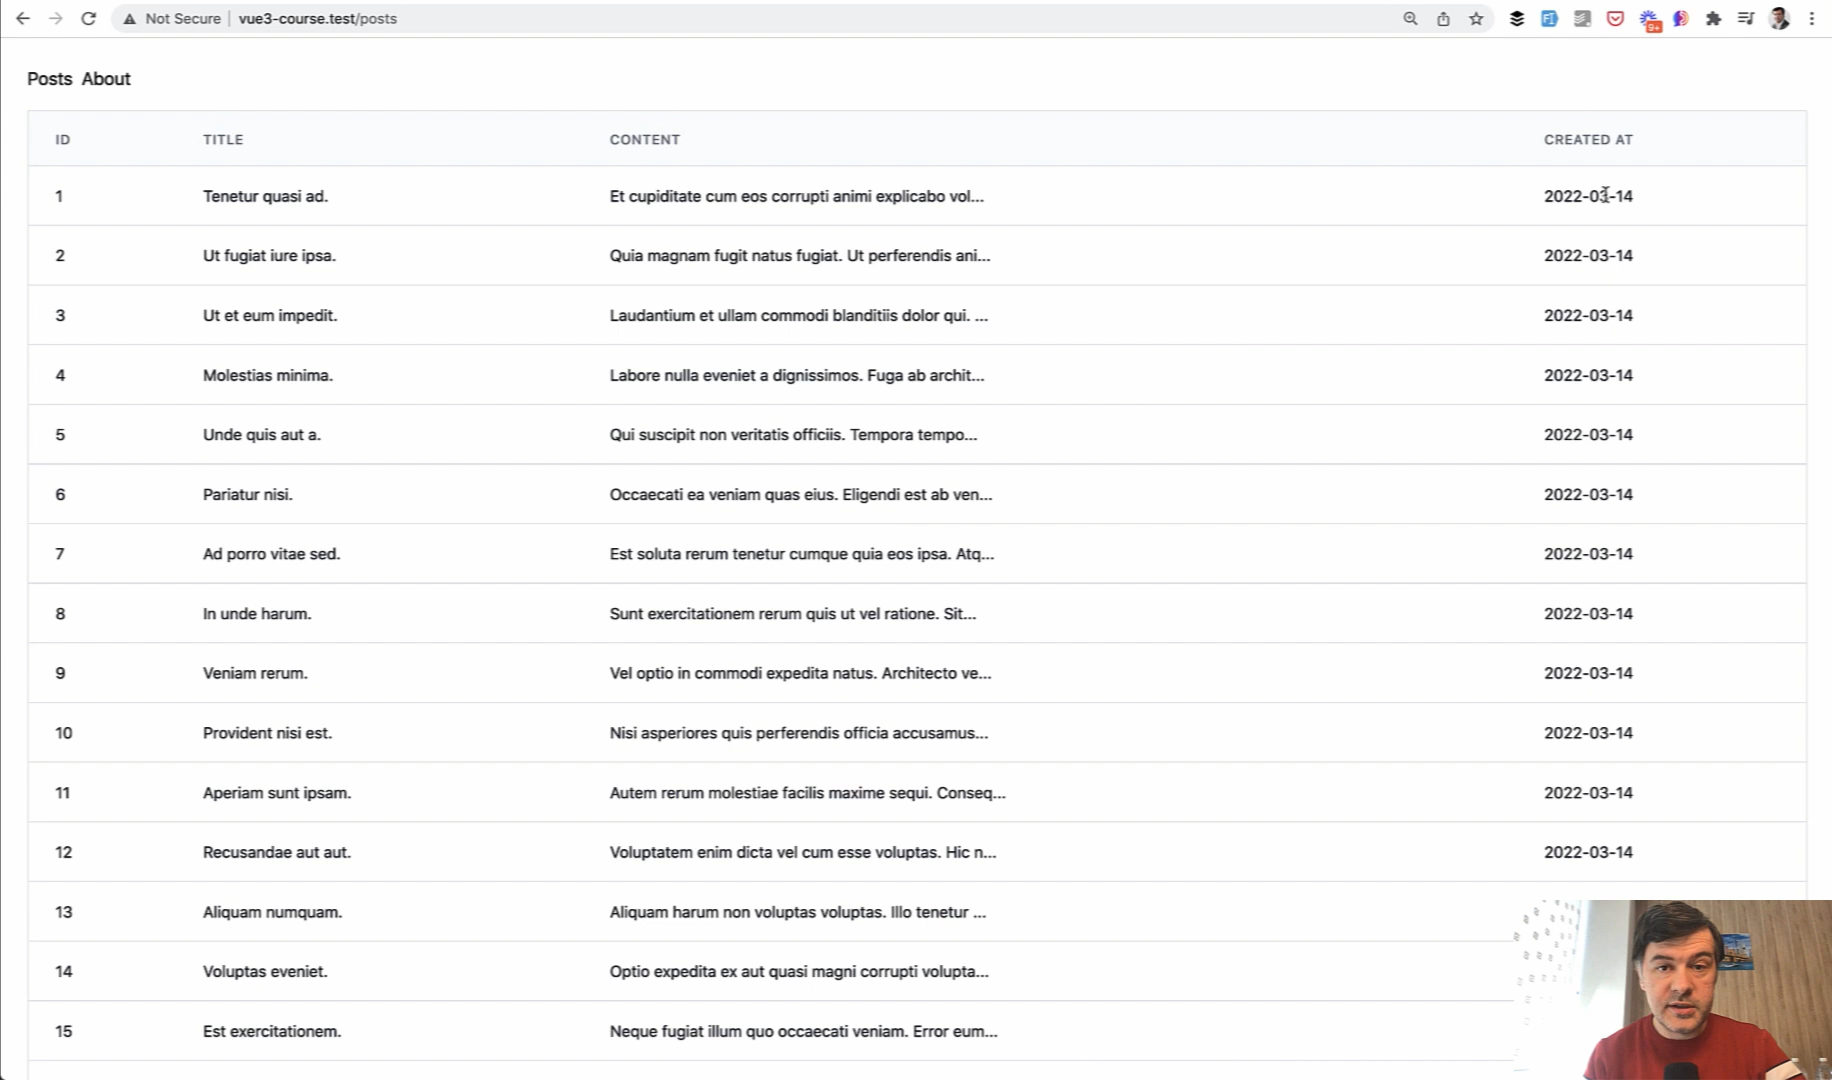 Not Secure | vue3-course.test/posts
9+
Posts About
ID TITLE CONTENT CREATED AT
1 Tenetur quasi ad. Et cupiditate cum eos corrupti animi explicabo vol... 2022-03-14
2 Ut fugiat iure ipsa. Quia magnam fugit natus fugiat. Ut perferendis ani... 2022-03-14
3 Ut et eum impedit. Laudantium et ullam commodi blanditiis dolor qui. ... 2022-03-14
4 Molestias minima. Labore nulla eveniet a dignissimos. Fuga ab archit... 2022-03-14
5 Unde quis aut a. Qui suscipit non veritatis officiis. Tempora tempo... 2022-03-14
6 Pariatur nisi. Occaecati ea veniam quas eius. Eligendi est ab ven... 2022-03-14
7 Ad porro vitae sed. Est soluta rerum tenetur cumque quia eos ipsa. Atq... 2022-03-14
8 In unde harum. Sunt exercitationem rerum quis ut vel ratione. Sit... 2022-03-14
9 Veniam rerum. Vel optio in commodi expedita natus. Architecto ve... 2022-03-14
10 Provident nisi est. Nisi asperiores quis perferendis officia accusamus... 2022-03-14
11 Aperiam sunt ipsam. Autem rerum molestiae facilis maxime sequi. Conseq... 2022-03-14
12 Recusandae aut aut. Voluptatem enim dicta vel cum esse voluptas. Hic n... 2022-03-14
13 Aliquam numquam. Aliquam harum non voluptas voluptas. Illo tenetur ...
14 Voluptas eveniet. Optio expedita ex aut quasi magni corrupti volupta...
15 Est exercitationem. Neque fugiat illum quo occaecati veniam. Error eum...